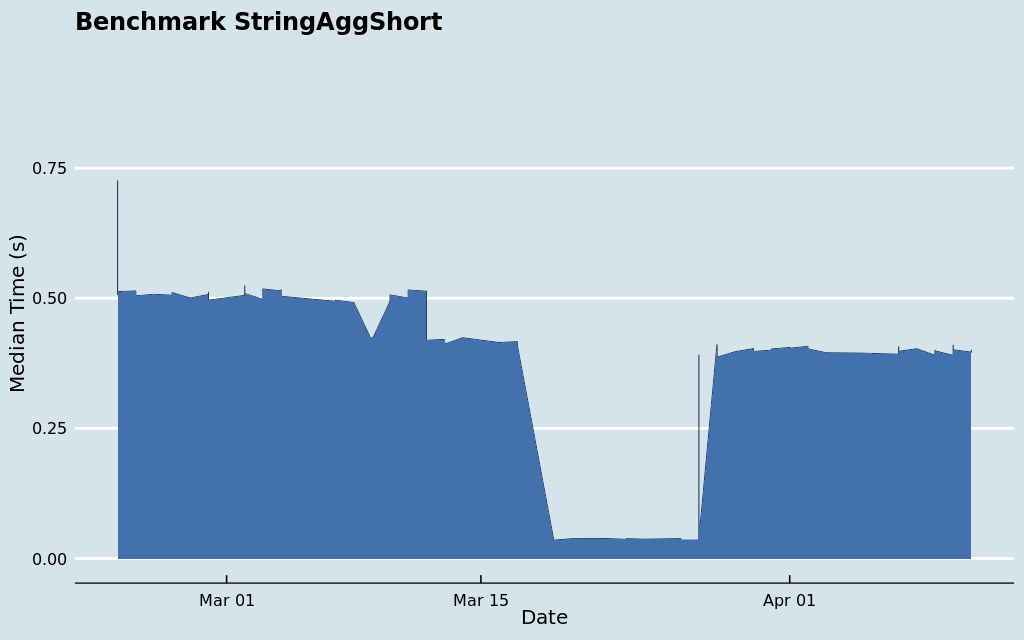 Benchmark StringAggShort
0.75
0.50
0.25
0.00
Median Time (s)
Mar 01
Mar 15
Apr 01
Date